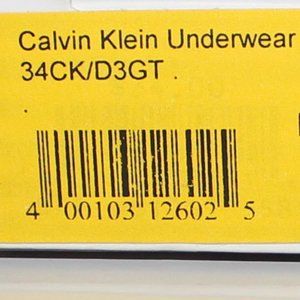 Calvin Klein Underwear
34CK/D3GT .
4 00103 12602 5